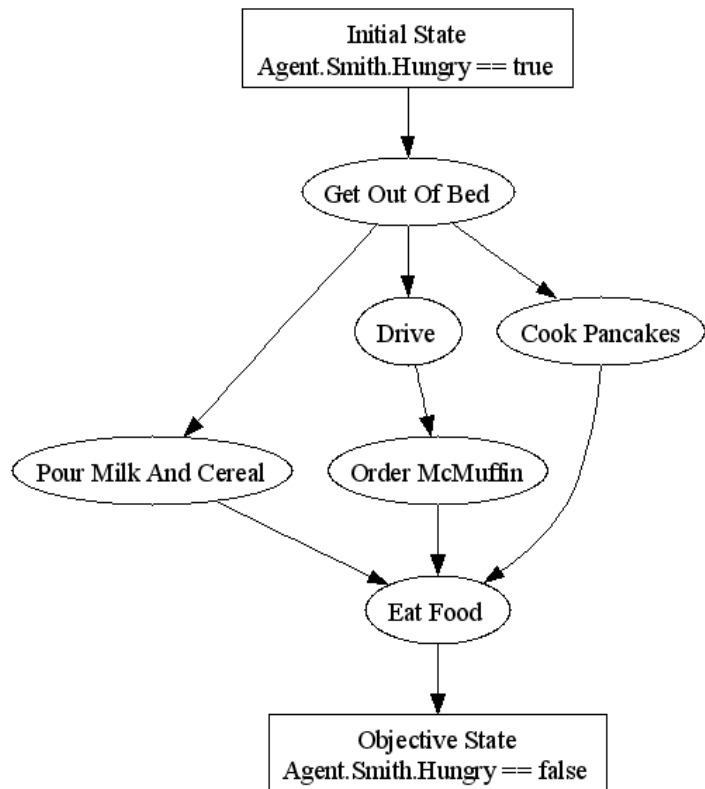 Initial State
Agent.Smith.Hungry == true
Get Out Of Bed
Drive
Cook Pancakes
Pour Milk And Cereal
Order McMuffin
Eat Food
Objective State
Agent.Smith.Hungry == false